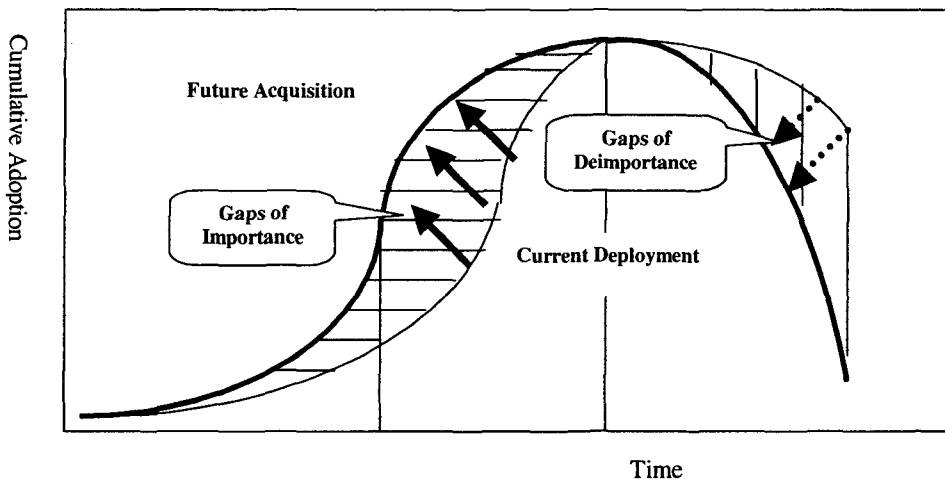 Cumulative Adoption
Future Acquisition
Gaps of
Importance
Gaps of
Deimportance
Current Deployment
Time